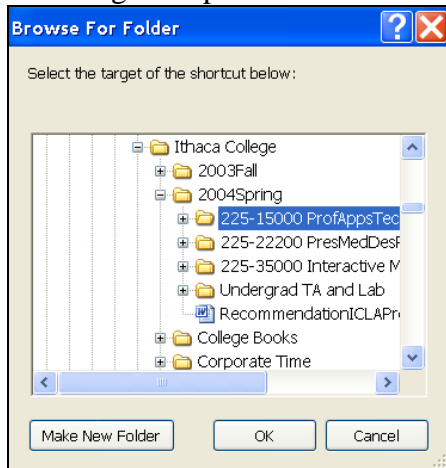 Browse For Folder
Select the target of the shortcut below:
Ithaca College
2003Fall
2004Spring
225-15000 ProfAppsTec
225-22200 PresMedDes
225-35000 Interactive M
Undergrad TA and Lab
RecommendationICLAPr
College Books
Corporate Time
Make New Folder OK Cancel